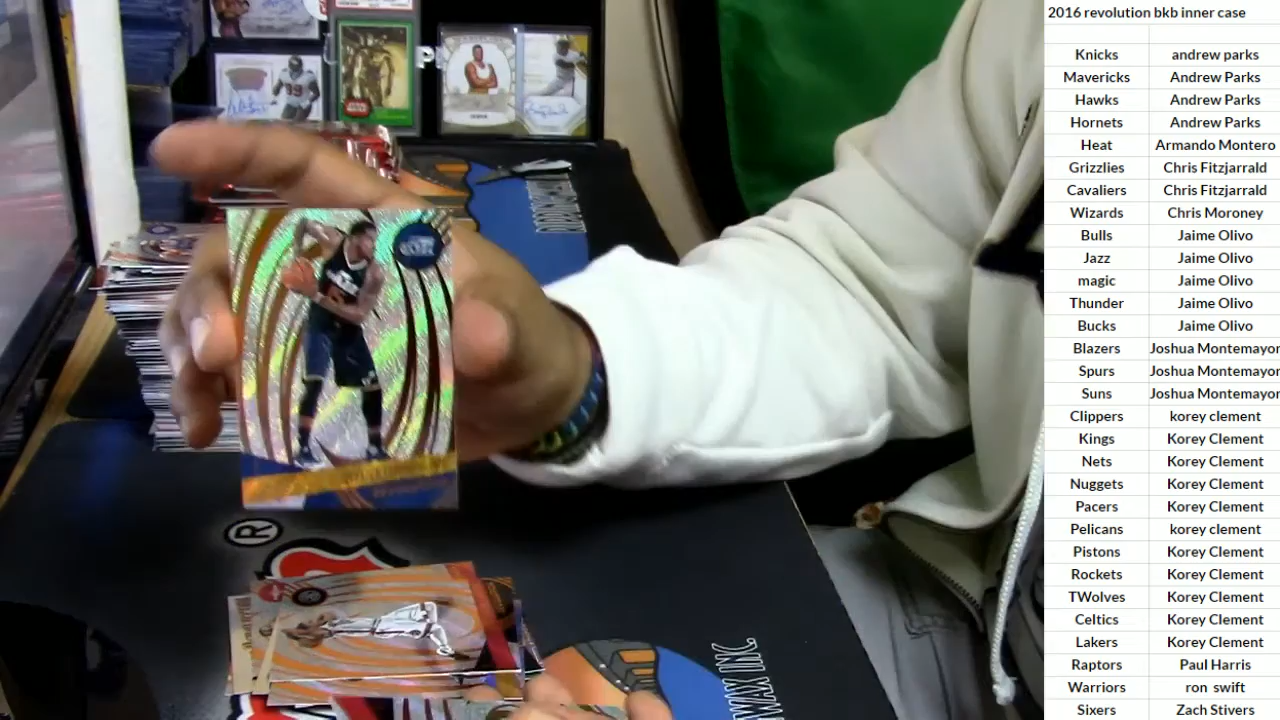 2016 revolution bkb inner case
Knicks andrew parks
Mavericks Andrew Parks
Hawks Andrew Parks
Hornets Andrew Parks
Heat Armando Montero
Grizzlies Chris Fitzjarrald
Cavaliers Chris Fitzjarrald
Wizards Chris Moroney
Bulls Jaime Olivo
Jazz Jaime Olivo
magic Jaime Olivo
Thunder Jaime Olivo
Bucks Jaime Olivo
Blazers Joshua Montemayor
Spurs Joshua Montemayor
Suns Joshua Montemayor
Clippers korey clement
Kings Korey Clement
Nets Korey Clement
Nuggets Korey Clement
Pacers Korey Clement
Pelicans korey clement
Pistons Korey Clement
Rockets Korey Clement
TWolves Korey Clement
Celtics Korey Clement
Lakers Korey Clement
Raptors Paul Harris
Warriors ron swift
Sixers Zach Stivers
®
WAX INC.